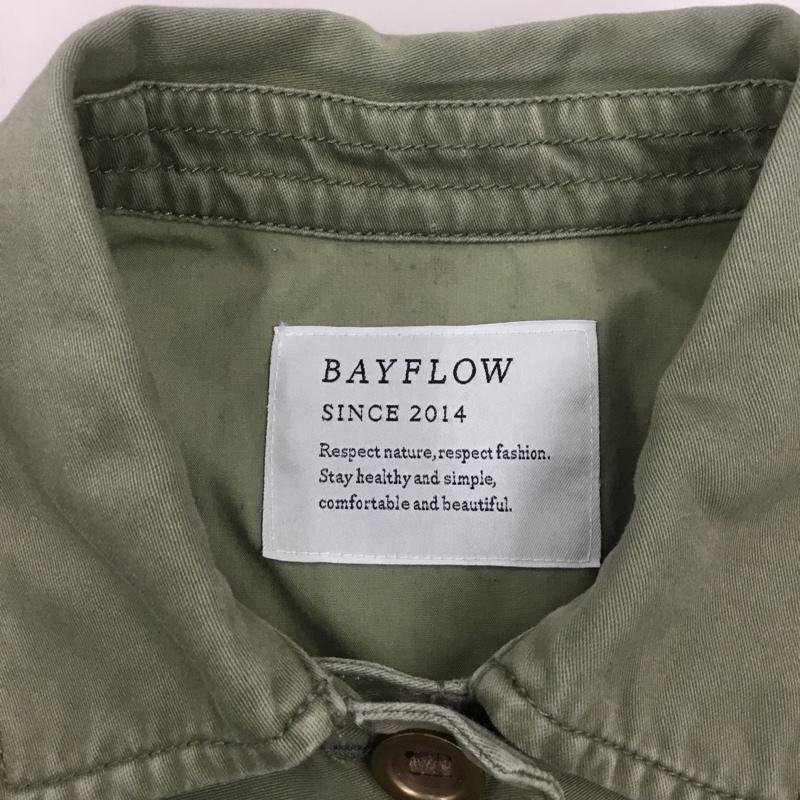 BAYFLOW
SINCE 2014
Respect nature, respect fashion.
Stay healthy and simple,
comfortable and beautiful.